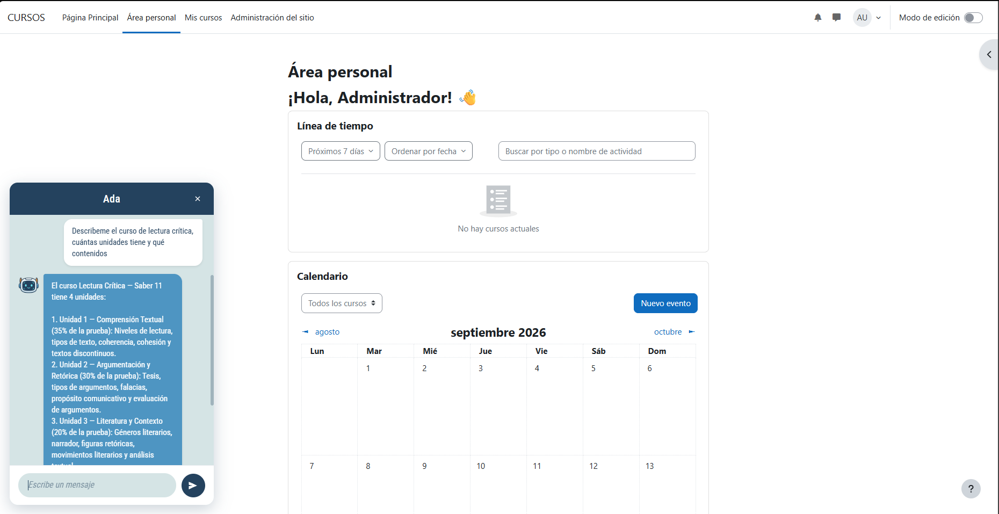 CURSOS
Página Principal
Área personal
Mis cursos
Administración del sitio
AU
Modo de edición
Área personal
¡Hola, Administrador! 👋
Línea de tiempo
Próximos 7 días
Ordenar por fecha
Buscar por tipo o nombre de actividad
No hay cursos actuales
Calendario
Todos los cursos
Nuevo evento
agosto
septiembre 2026
octubre
Lun Mar Mié Jue Vie Sáb Dom
1 2 3 4 5 6
7 8 9 10 11 12 13
Ada
×
Describeme el curso de lectura crítica,
cuántas unidades tiene y qué
contenidos
El curso Lectura Crítica — Saber 11
tiene 4 unidades:
1. Unidad 1 — Comprensión Textual
(35% de la prueba): Niveles de lectura,
tipos de texto, coherencia, cohesión y
textos discontinuos.
2. Unidad 2 — Argumentación y
Retórica (30% de la prueba): Tesis,
tipos de argumentos, falacias,
propósito comunicativo y evaluación
de argumentos.
3. Unidad 3 — Literatura y Contexto
(20% de la prueba): Géneros literarios,
narrador, figuras retóricas,
movimientos literarios y análisis
Escribe un mensaje
?